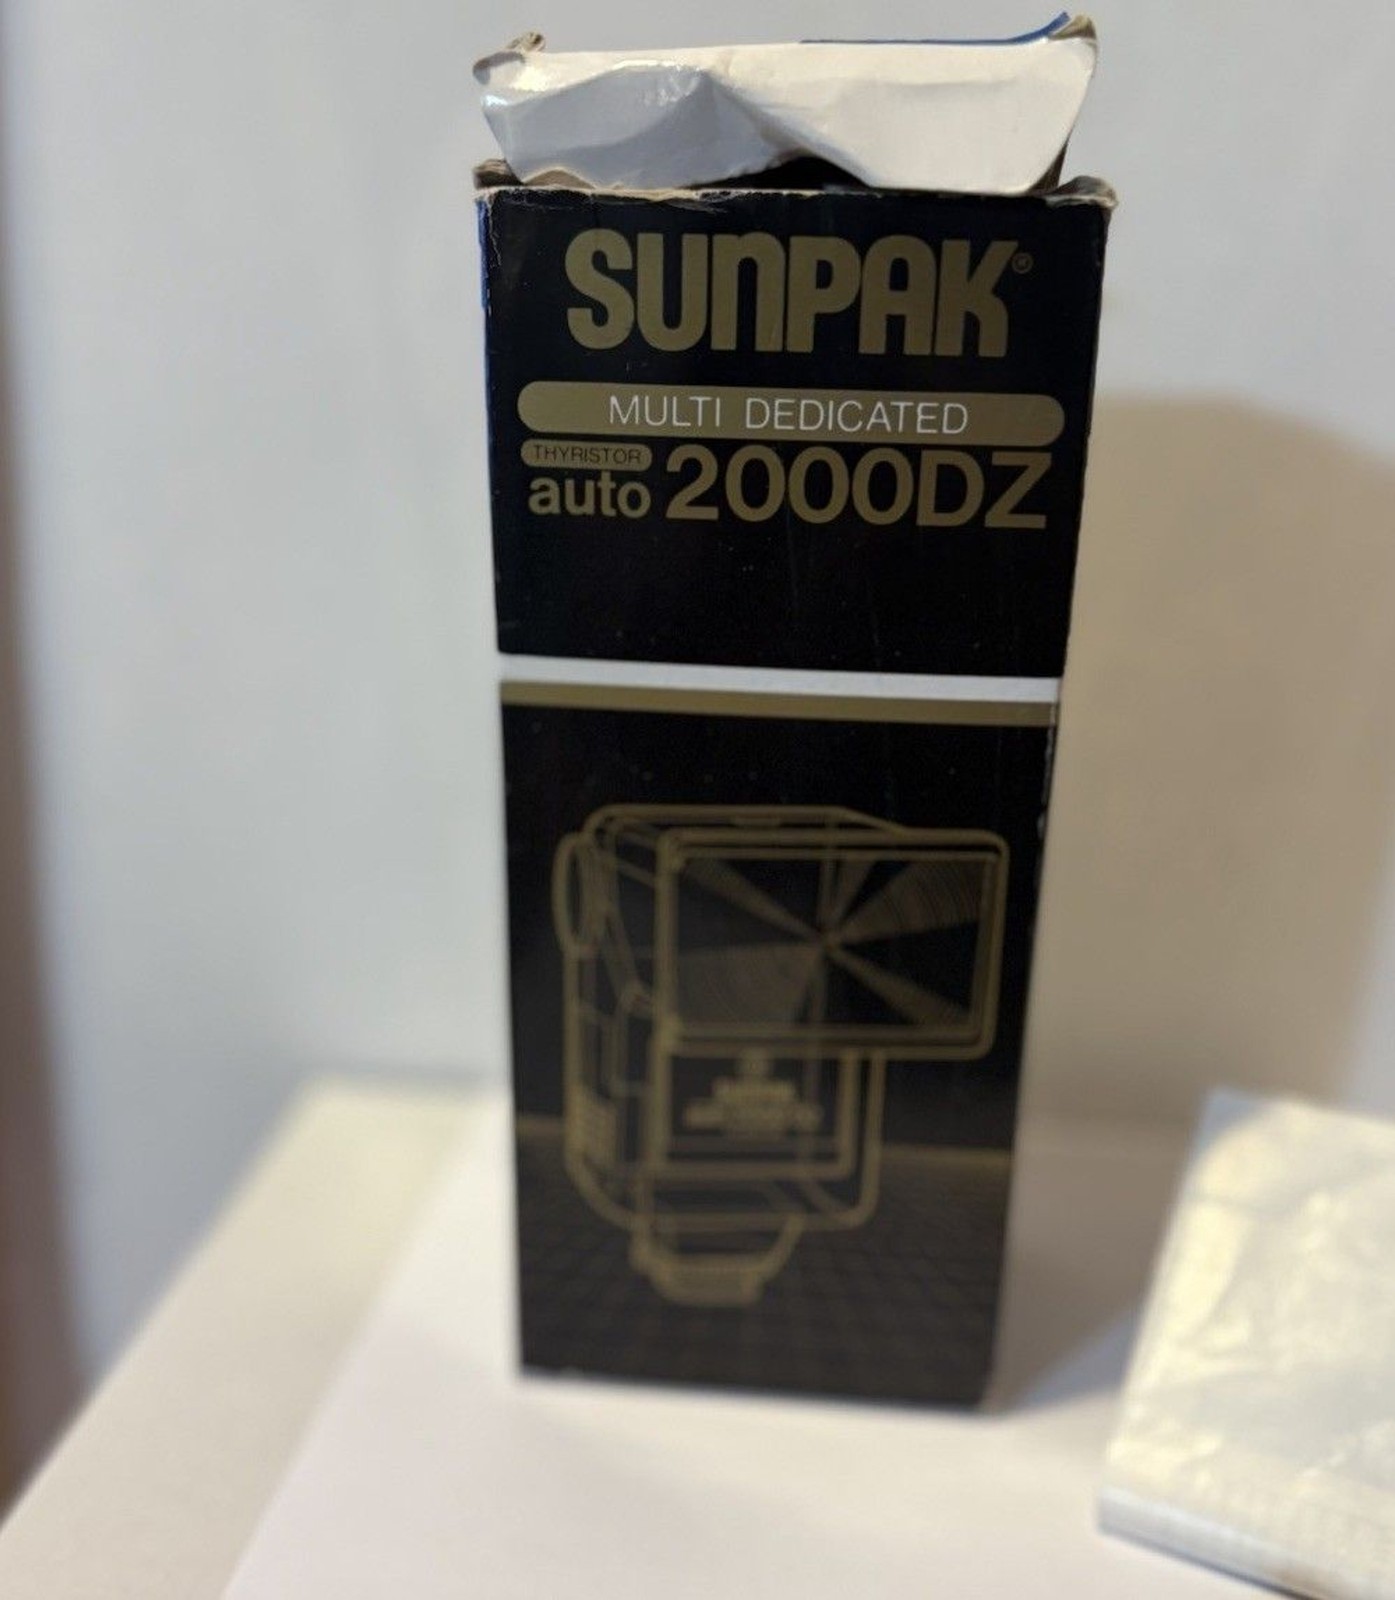 SUNPAK®
MULTI DEDICATED
THYRISTOR
auto 2000DZ